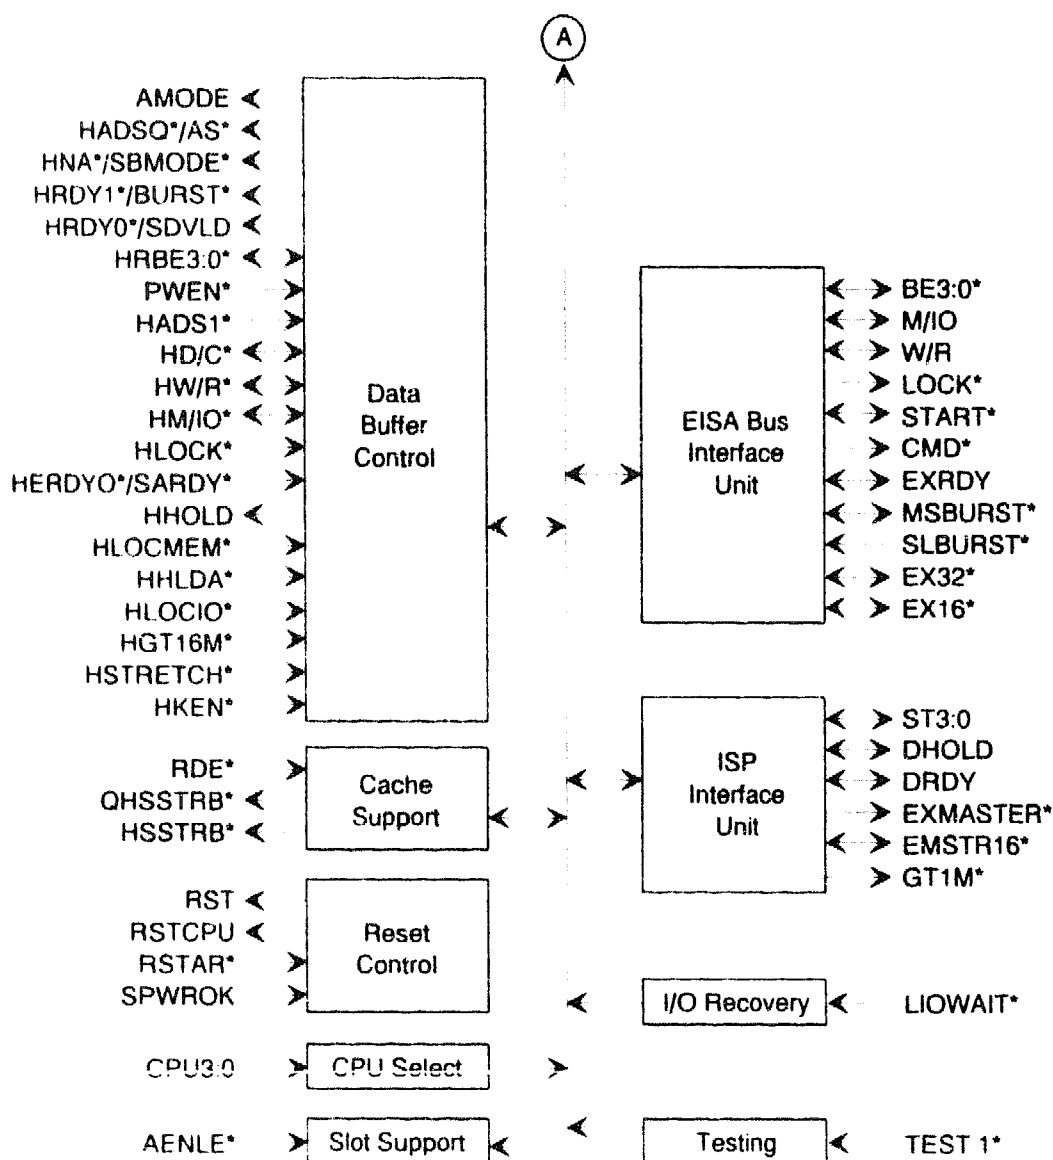 A
AMODE
HADSO*/AS*
HNA*/SBMODE*
HRDY1*/BURST*
HRDY0*/SDVLD
HRBE3:0*
PWEN*
HADS1*
HD/C*
HW/R*
HM/IO*
HLOCK*
HERDYO*/SARDY*
HHOLD
HLOCMEM*
HHLDA*
HLOCIO*
HGT16M*
HSTRETCH*
HKEN*
Data
Buffer
Control
EISA Bus
Interface
Unit
BE3:0*
M/IO
W/R
LOCK*
START*
CMD*
EXRDY
MSBURST*
SLBURST*
EX32*
EX16*
RDE*
QHSSTRB*
HSSTRB*
Cache
Support
ISP
Interface
Unit
ST3:0
DHOLD
DRDY
EXMASTER*
EMSTR16*
GT1M*
RST
RSTCPU
RSTAR*
SPWROK
Reset
Control
I/O Recovery
LIOWAIT*
CPU3:0
CPU Select
AENLE*
Slot Support
Testing
TEST 1*